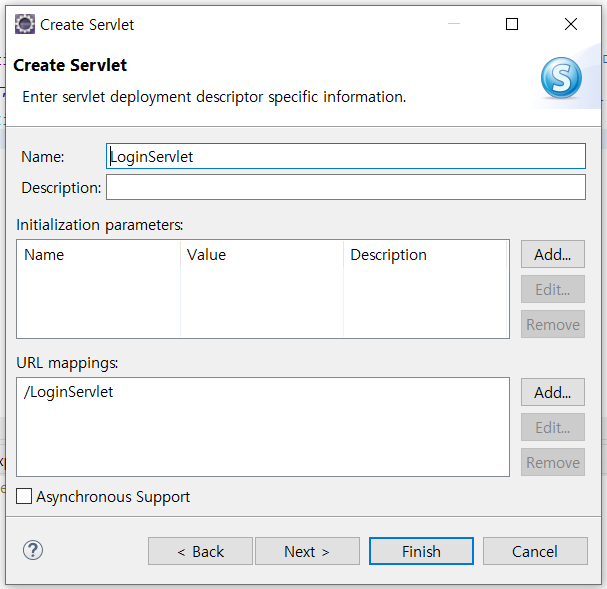 Create Servlet
Create Servlet
Enter servlet deployment descriptor specific information.
S
Name: LoginServlet
Description:
Initialization parameters:
Name Value Description
Add...
Edit...
Remove
URL mappings:
/LoginServlet
Add...
Edit...
Remove
Asynchronous Support
? < Back Next > Finish Cancel